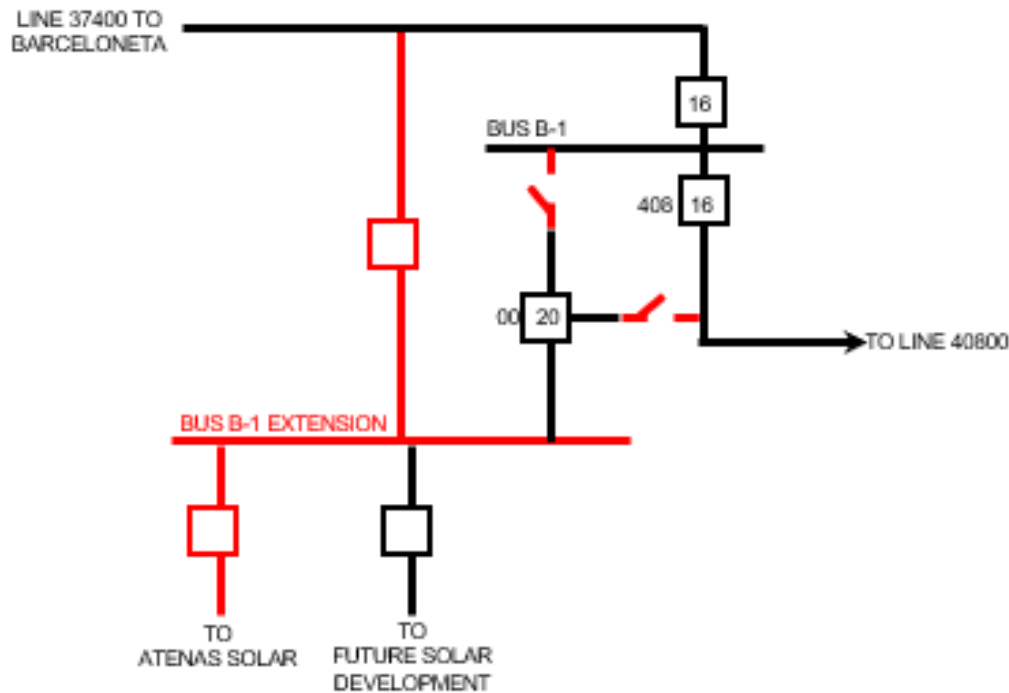 LINE 37400 TO
BARCELONETA
16
BUS B-1
408
16
00
20
TO LINE 40800
BUS B-1 EXTENSION
TO
ATENAS SOLAR
TO
FUTURE SOLAR
DEVELOPMENT